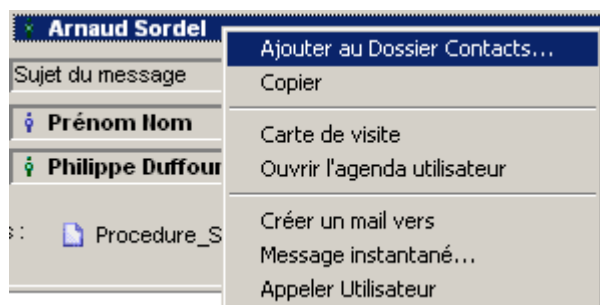 Arnaud Sordel
Ajouter au Dossier Contacts...
Sujet du message
Copier
Prénom Nom
Carte de visite
Philippe Duffour
Ouvrir l'agenda utilisateur
Créer un mail vers
Procedure_S
Message instantané...
Appeler Utilisateur